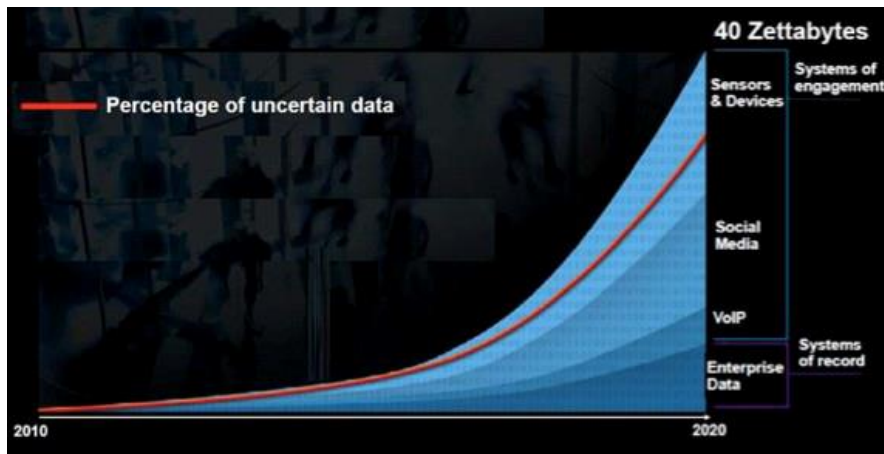 40 Zettabytes
Percentage of uncertain data
Sensors
& Devices
Systems of
engagement
Social
Media
VoIP
Enterprise
Data
Systems
of record
2010
2020